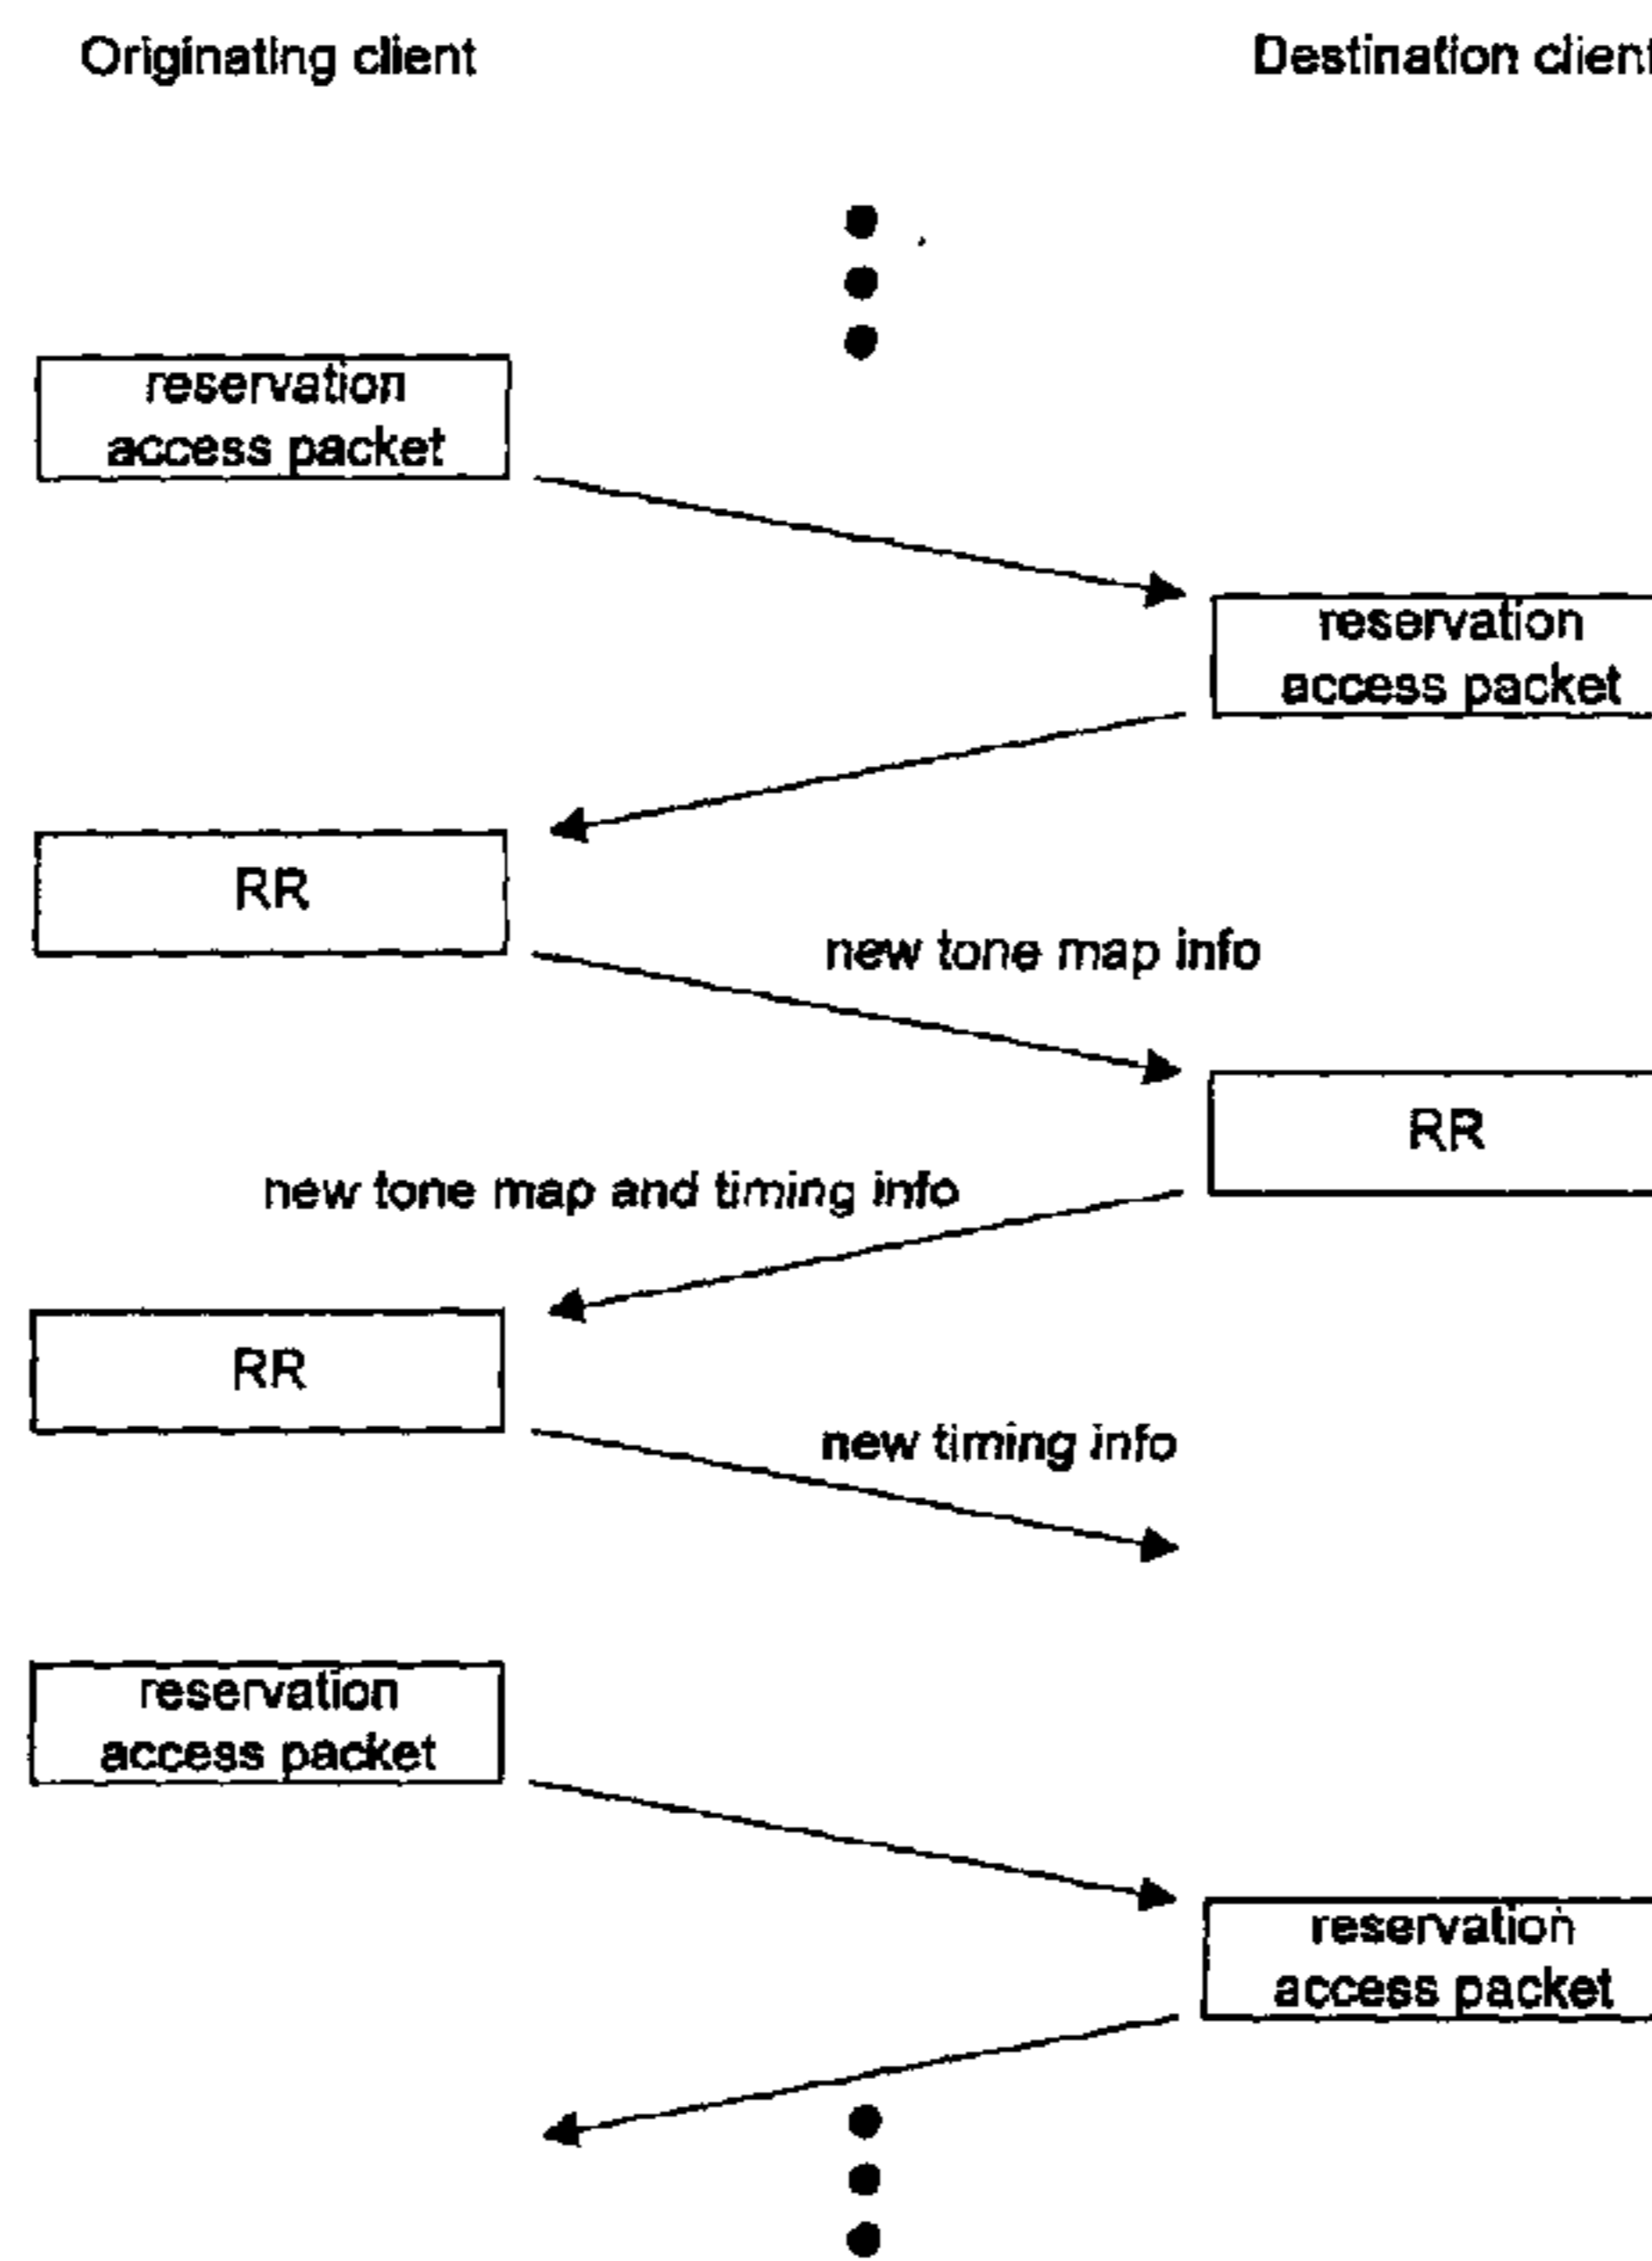 Originating client
Destination client
reservation
access packet
reservation
access packet
RR
new tone map info
RR
new tone map and timing info
RR
new timing info
reservation
access packet
reservation
access packet